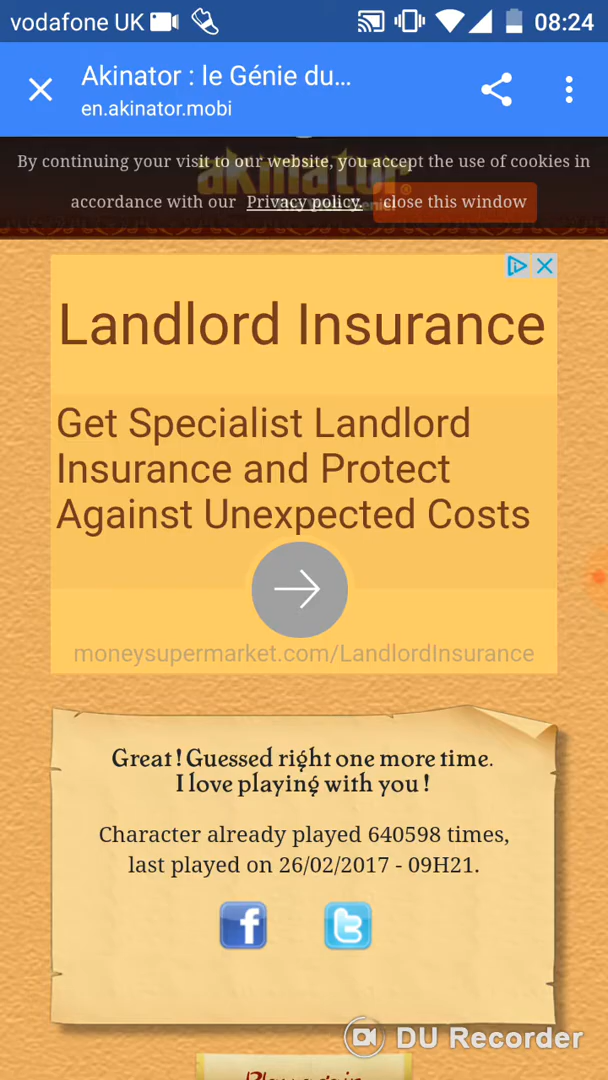 vodafone UK 08:24
Akinator : le Génie du…
en.akinator.mobi
akinator
By continuing your visit to our website, you accept the use of cookies in
accordance with our Privacy policy. close this window
Landlord Insurance
Get Specialist Landlord
Insurance and Protect
Against Unexpected Costs
moneysupermarket.com/LandlordInsurance
Great ! Guessed right one more time.
I love playing with you !
Character already played 640598 times,
last played on 26/02/2017 - 09H21.
DU Recorder